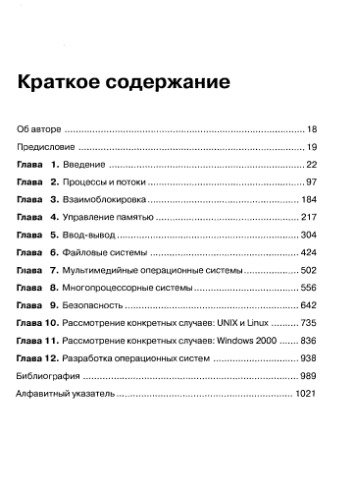 Краткое содержание
Об авторе ........ 18
Предисловие ........ 19
Глава 1. Введение ........ 22
Глава 2. Процессы и потоки ........ 97
Глава 3. Взаимоблокировка ........ 184
Глава 4. Управление памятью ........ 217
Глава 5. Ввод-вывод ........ 304
Глава 6. Файловые системы ........ 424
Глава 7. Мультимедийные операционные системы ........ 502
Глава 8. Многопроцессорные системы ........ 556
Глава 9. Безопасность ........ 642
Глава 10. Рассмотрение конкретных случаев: UNIX и Linux ........ 735
Глава 11. Рассмотрение конкретных случаев: Windows 2000 ........ 836
Глава 12. Разработка операционных систем ........ 938
Библиография ........ 989
Алфавитный указатель ........ 1021